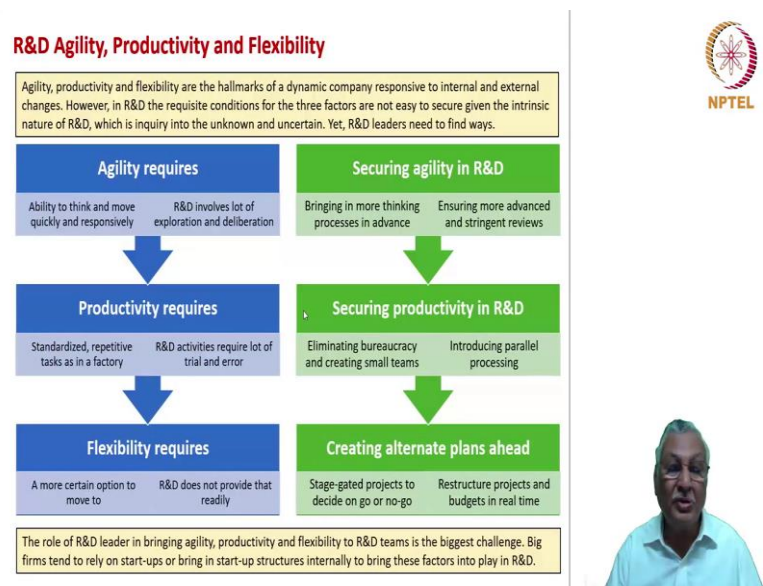 R&D Agility, Productivity and Flexibility
NPTEL
Agility, productivity and flexibility are the hallmarks of a dynamic company responsive to internal and external
changes. However, in R&D the requisite conditions for the three factors are not easy to secure given the intrinsic
nature of R&D, which is inquiry into the unknown and uncertain. Yet, R&D leaders need to find ways.
Agility requires
Ability to think and move
quickly and responsively
R&D involves lot of
exploration and deliberation
Securing agility in R&D
Bringing in more thinking
processes in advance
Ensuring more advanced
and stringent reviews
Productivity requires
Standardized, repetitive
tasks as in a factory
R&D activities require lot of
trial and error
Securing productivity in R&D
Eliminating bureaucracy
and creating small teams
Introducing parallel
processing
Flexibility requires
A more certain option to
move to
R&D does not provide that
readily
Creating alternate plans ahead
Stage-gated projects to
decide on go or no-go
Restructure projects and
budgets in real time
The role of R&D leader in bringing agility, productivity and flexibility to R&D teams is the biggest challenge. Big
firms tend to rely on start-ups or bring in start-up structures internally to bring these factors into play in R&D.